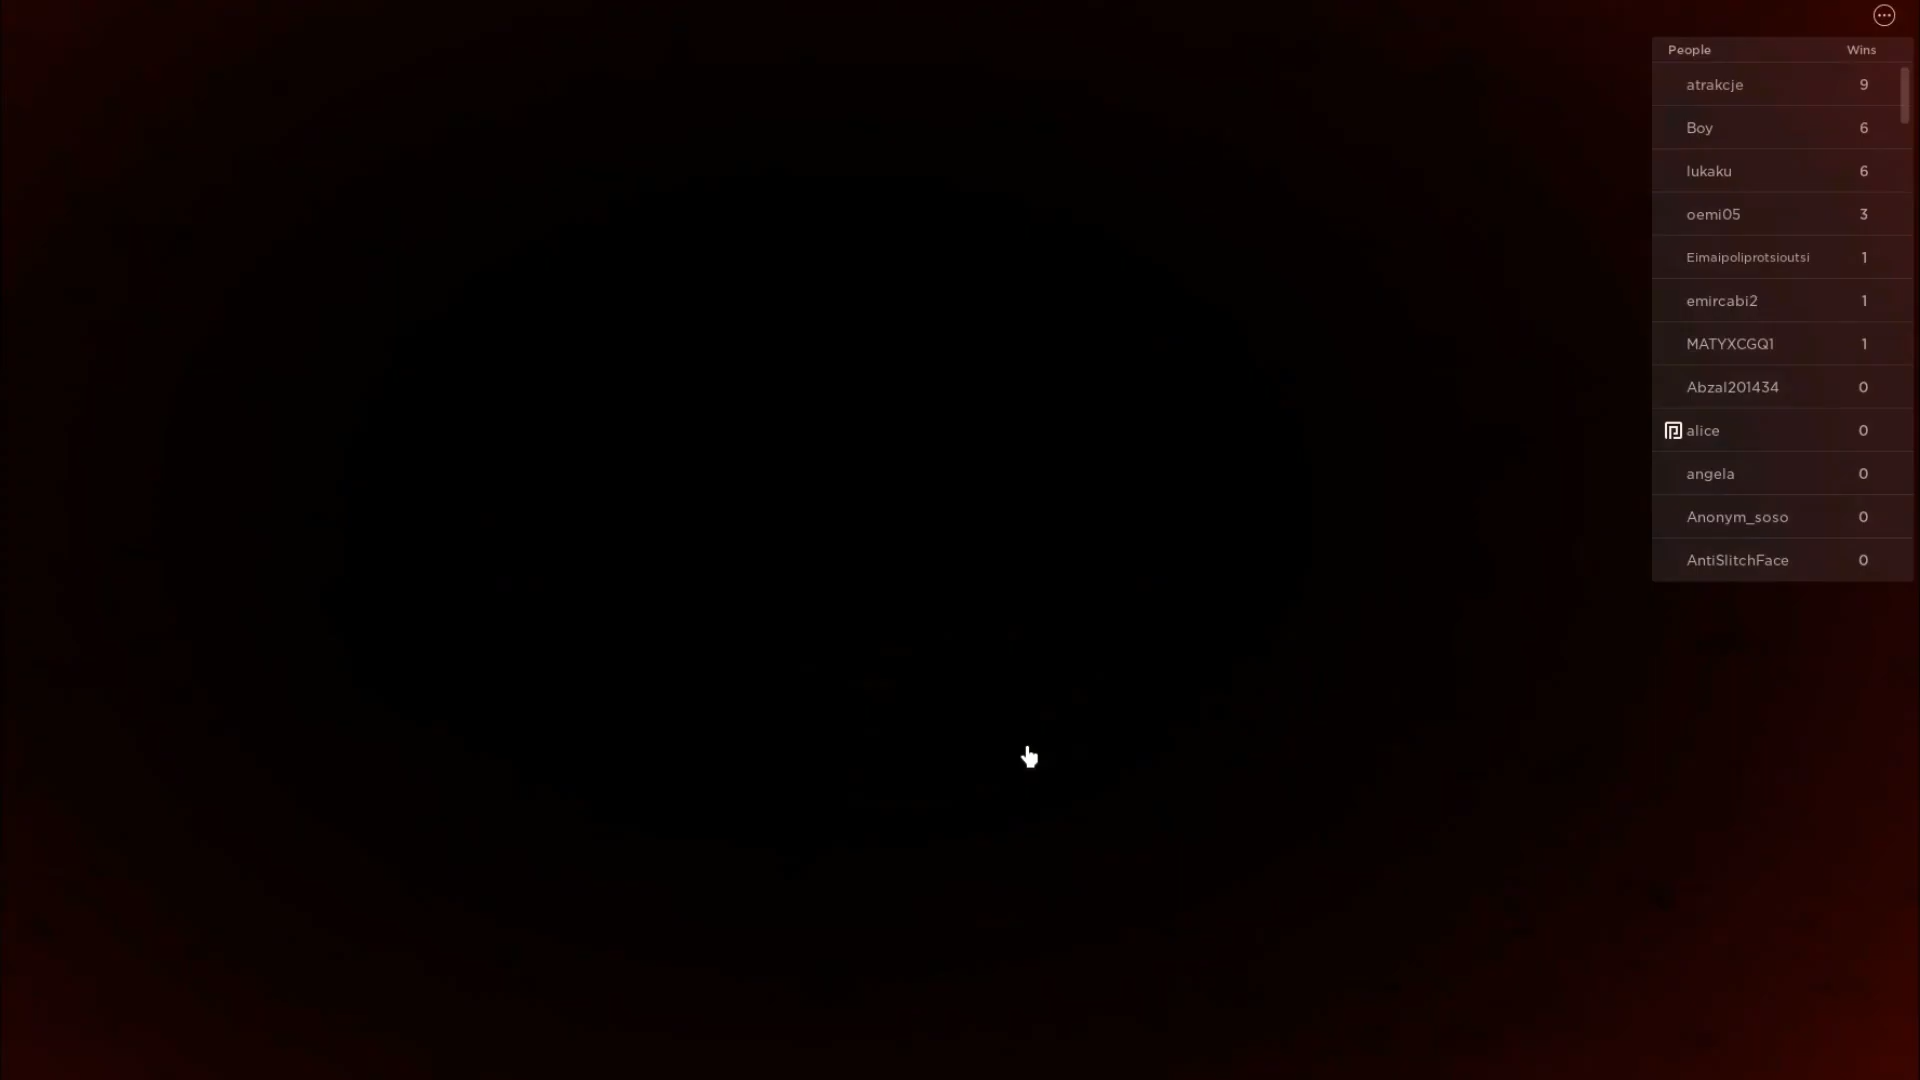 People Wins
atrakcje 9
Boy 6
lukaku 6
oemi05 3
Eimaipoliprotsioutsi 1
emircabi2 1
MATYXCGQ1 1
Abzal201434 0
alice 0
angela 0
Anonym_soso 0
AntiSlitchFace 0